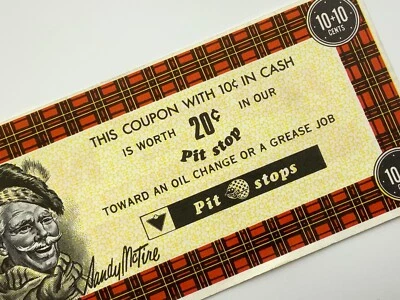 10+10
CENTS
THIS COUPON WITH 10¢ IN CASH
IS WORTH 20¢ IN OUR
Pit stop
TOWARD AN OIL CHANGE OR A GREASE JOB
Pit stops
Sandy McTire
10